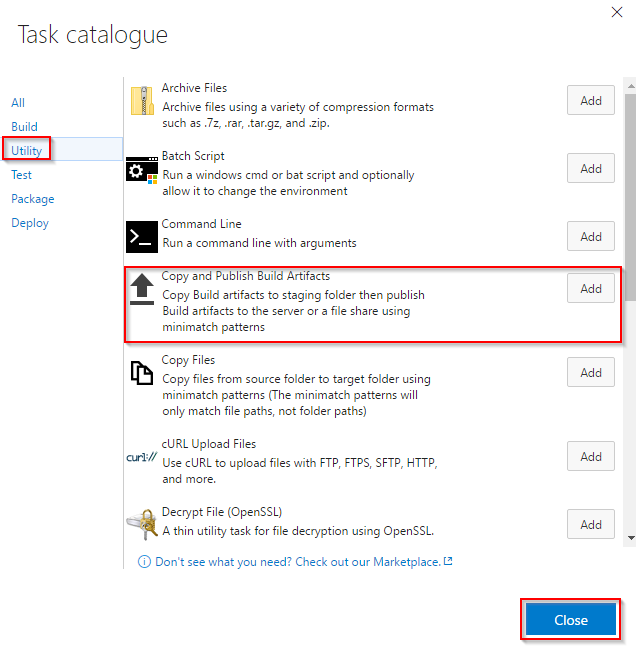 Task catalogue
All
Build
Utility
Test
Package
Deploy
Archive Files
Archive files using a variety of compression formats
such as .7z, .rar, .tar.gz, and .zip.
Add
Batch Script
Run a windows cmd or bat script and optionally
allow it to change the environment
Add
Command Line
Run a command line with arguments
Add
Copy and Publish Build Artifacts
Copy Build artifacts to staging folder then publish
Build artifacts to the server or a file share using
minimatch patterns
Add
Copy Files
Copy files from source folder to target folder using
minimatch patterns (The minimatch patterns will
only match file paths, not folder paths)
Add
curl://
cURL Upload Files
Use cURL to upload files with FTP, FTPS, SFTP, HTTP,
and more.
Add
Decrypt File (OpenSSL)
A thin utility task for file decryption using OpenSSL.
Add
Don't see what you need? Check out our Marketplace.
Close